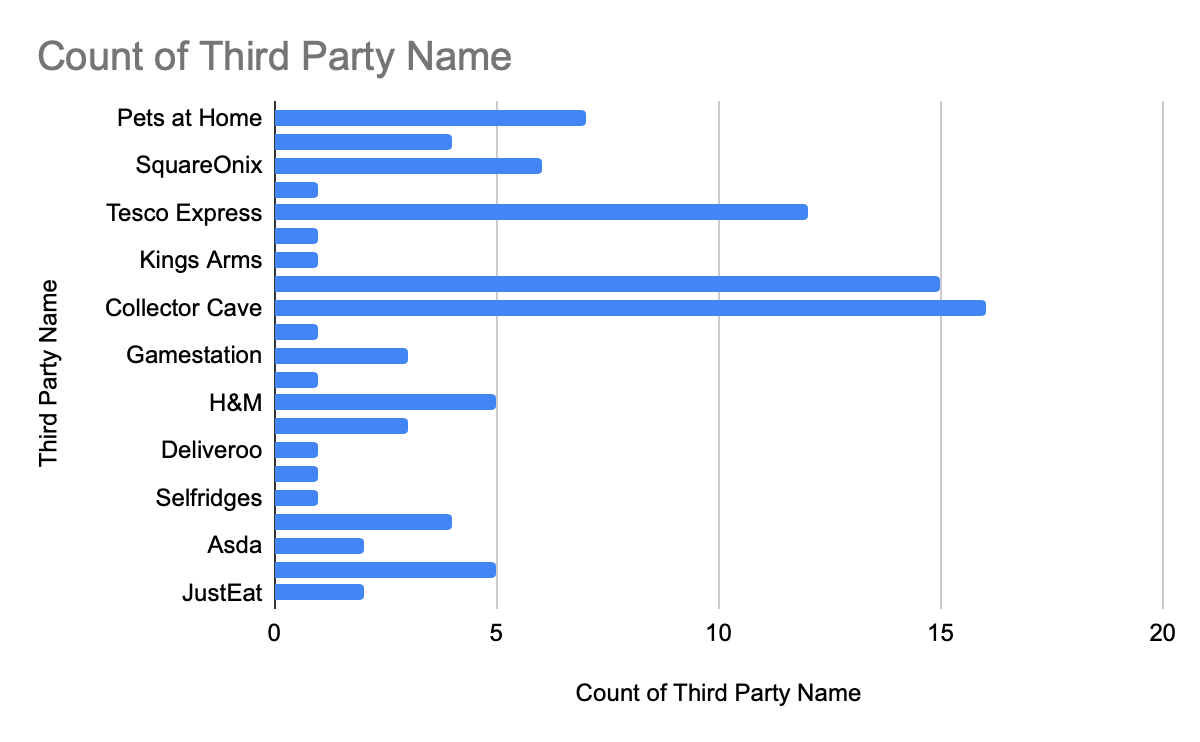 Count of Third Party Name
Third Party Name
Pets at Home
SquareOnix
Tesco Express
Kings Arms
Collector Cave
Gamestation
H&M
Deliveroo
Selfridges
Asda
JustEat
0 5 10 15 20
Count of Third Party Name